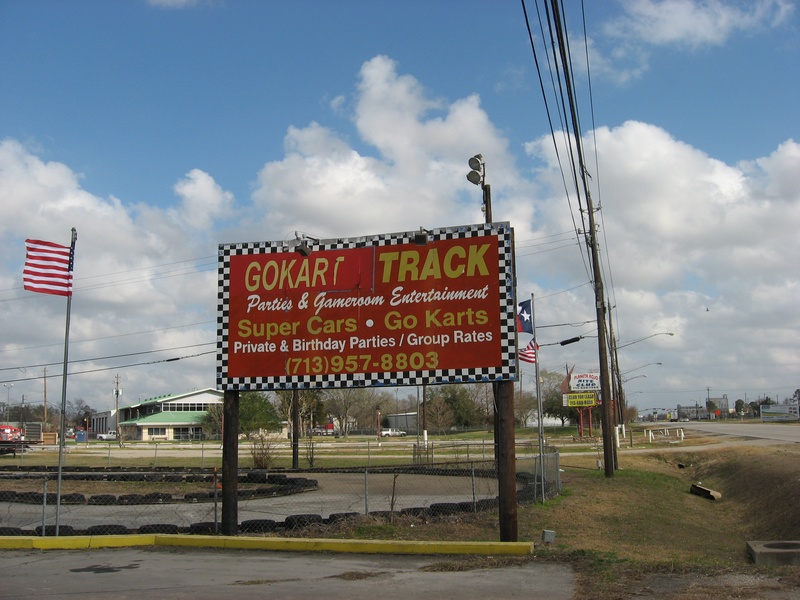 GOKART TRACK
Parties & Gameroom Entertainment
Super Cars • Go Karts
Private & Birthday Parties / Group Rates
(713)957-8803